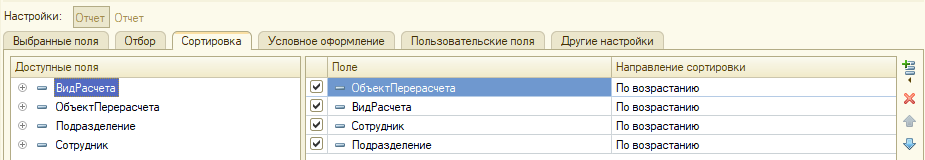 Настройки: Отчет Отчет
Выбранные поля Отбор Сортировка Условное оформление Пользовательские поля Другие настройки
Доступные поля
ВидРасчета
ОбъектПерерасчета
Подразделение
Сотрудник
Поле Направление сортировки
ОбъектПерерасчета По возрастанию
ВидРасчета По возрастанию
Сотрудник По возрастанию
Подразделение По возрастанию